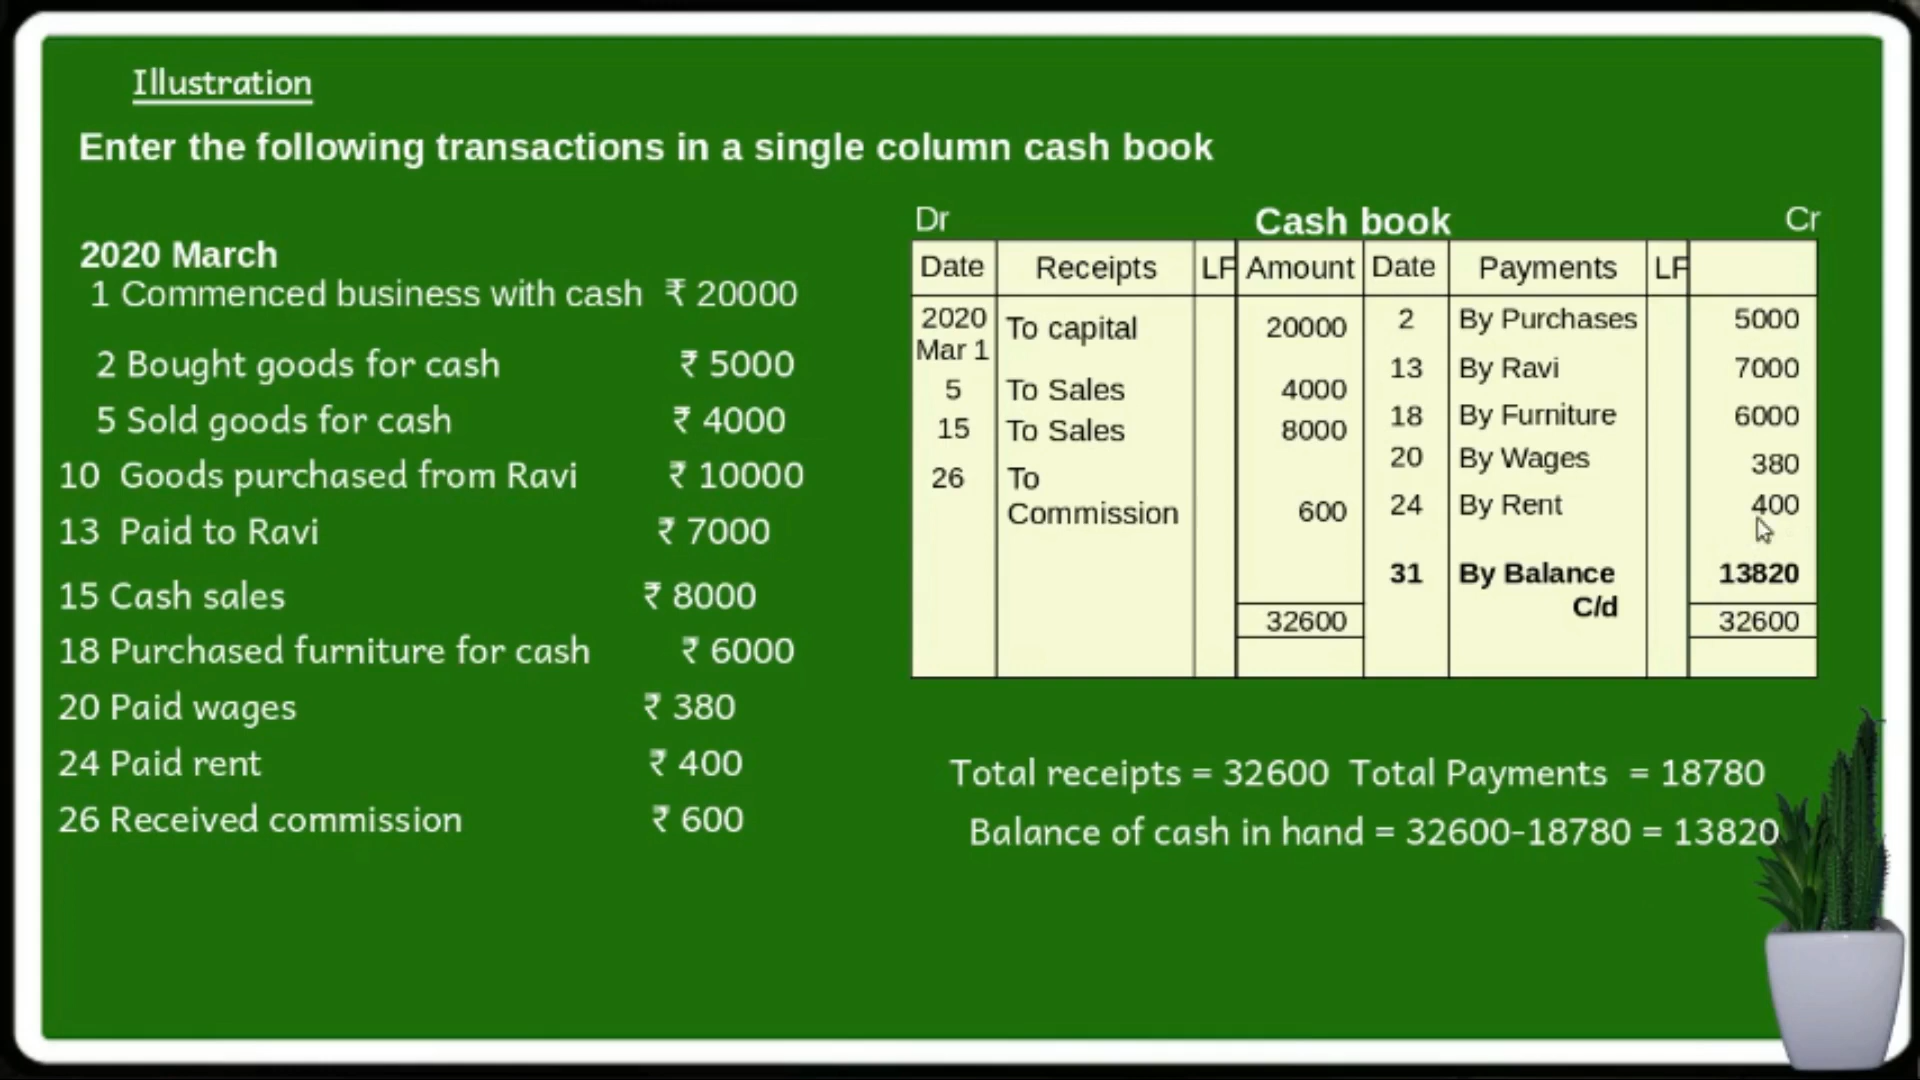 Illustration
Enter the following transactions in a single column cash book
2020 March
1 Commenced business with cash ₹ 20000
2 Bought goods for cash ₹ 5000
5 Sold goods for cash ₹ 4000
10 Goods purchased from Ravi ₹ 10000
13 Paid to Ravi ₹ 7000
15 Cash sales ₹ 8000
18 Purchased furniture for cash ₹ 6000
20 Paid wages ₹ 380
24 Paid rent ₹ 400
26 Received commission ₹ 600
Dr Cash book Cr
Date Receipts LF Amount Date Payments LF
2020 To capital 20000 2 By Purchases 5000
Mar 1
13 By Ravi 7000
5 To Sales 4000
18 By Furniture 6000
15 To Sales 8000
20 By Wages 380
26 To
Commission 600 24 By Rent 400
31 By Balance 13820
C/d
32600 32600
Total receipts = 32600 Total Payments = 18780
Balance of cash in hand = 32600-18780 = 13820